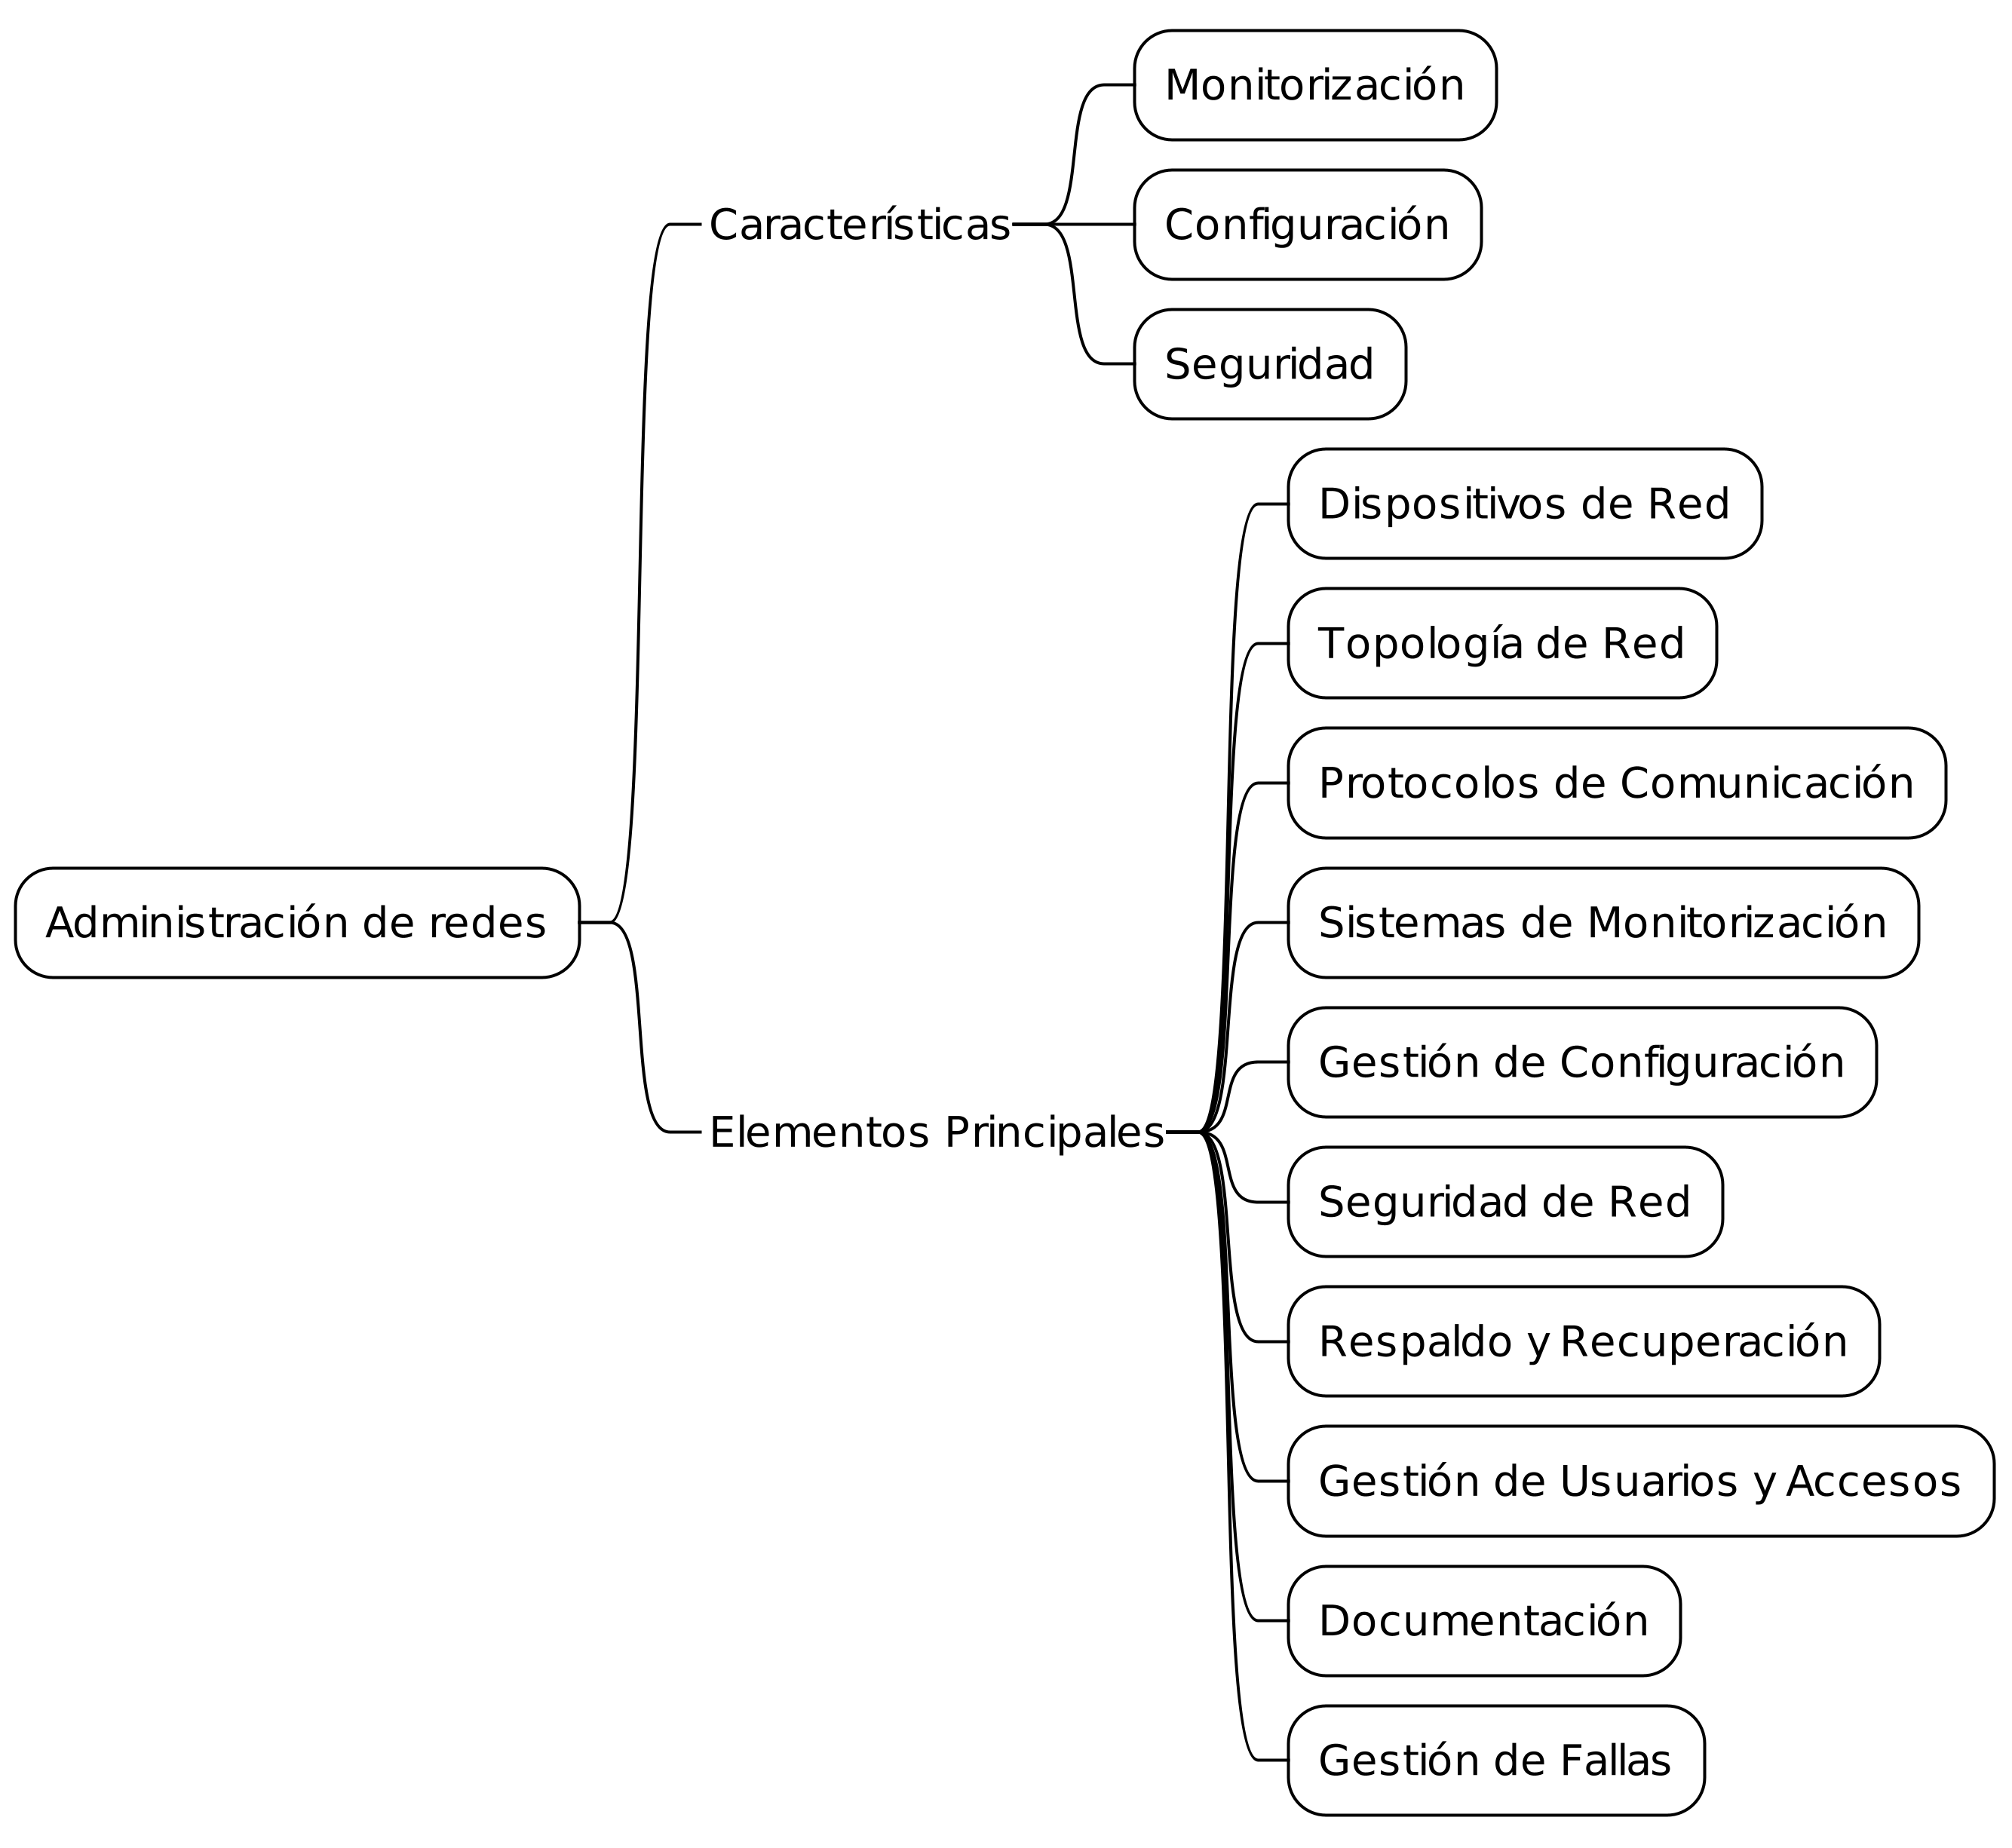 Administración de redes
Características
Monitorización
Configuración
Seguridad
Elementos Principales
Dispositivos de Red
Topología de Red
Protocolos de Comunicación
Sistemas de Monitorización
Gestión de Configuración
Seguridad de Red
Respaldo y Recuperación
Gestión de Usuarios y Accesos
Documentación
Gestión de Fallas